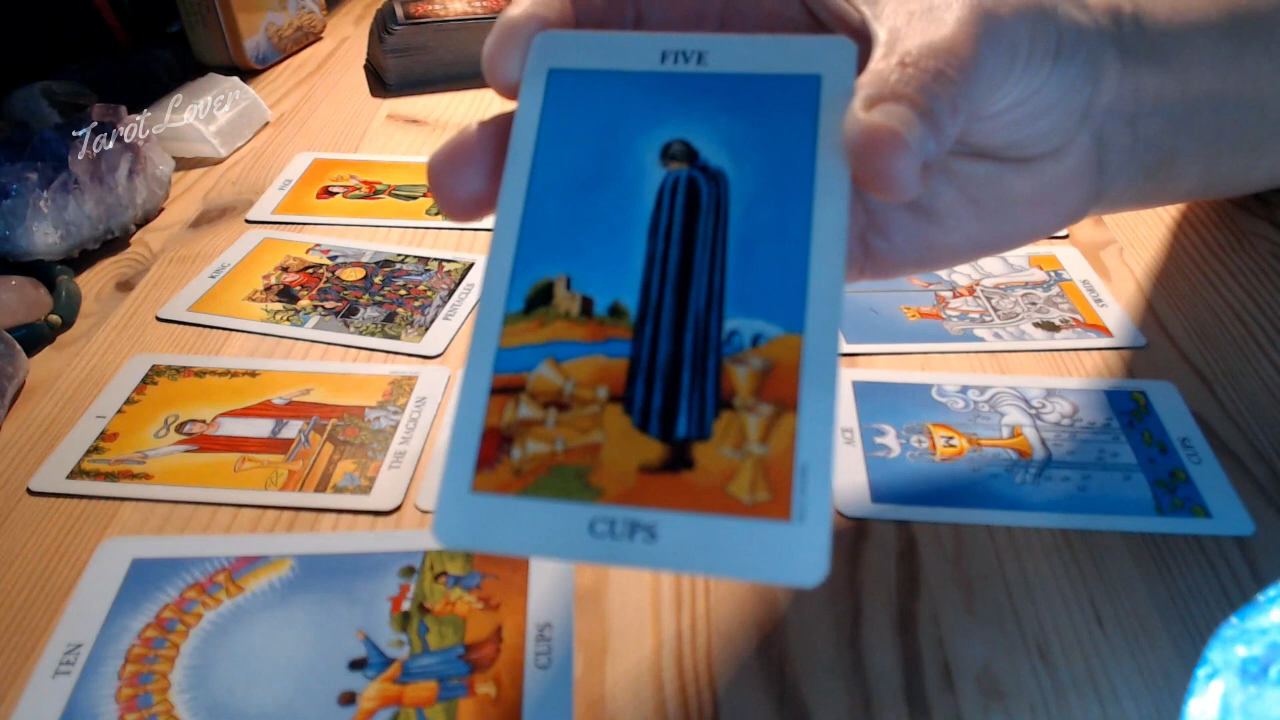 Tarot Lover
FIVE
CUPS
PAGE
KING
PENTACLES
I
THE MAGICIAN
TEN
CUPS
SWORDS
ACE
CUPS
M